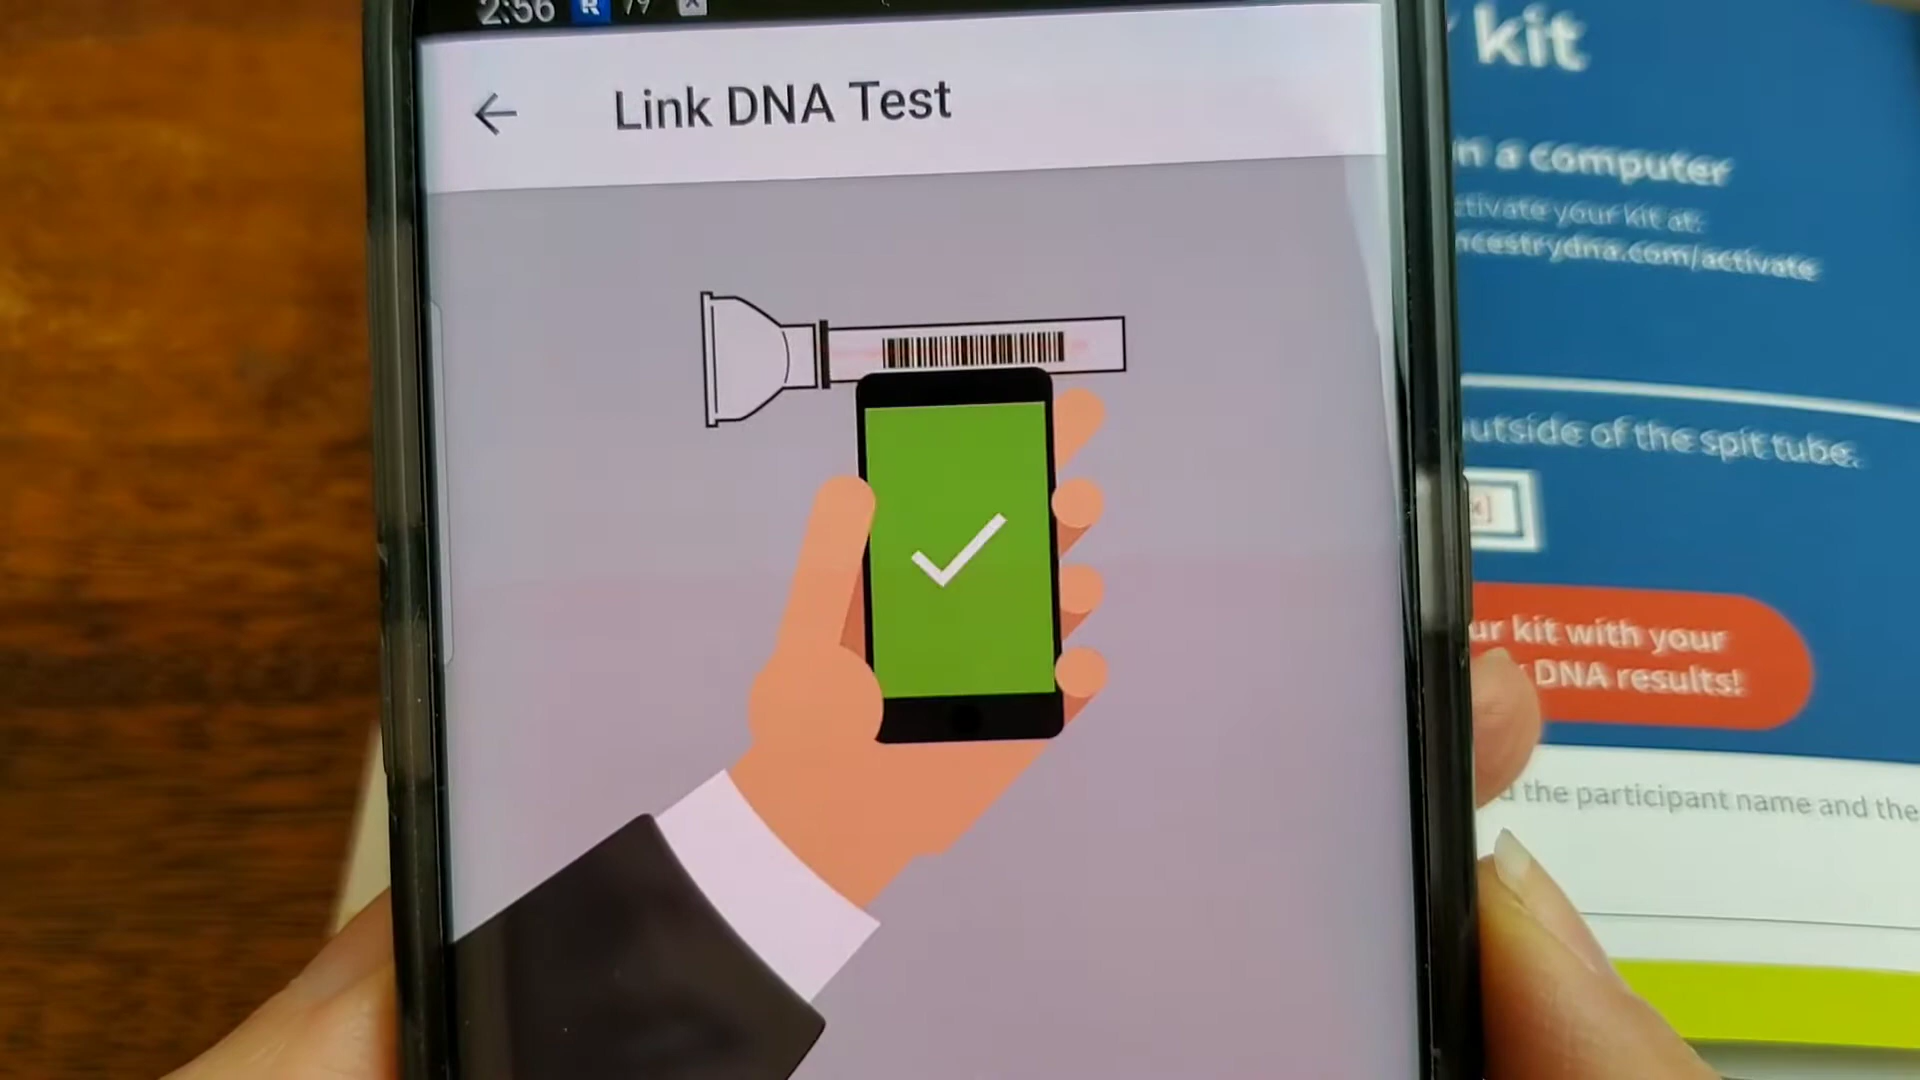 2:56
Link DNA Test
kit
n a computer
ctivate your kit at:
ncestrydna.com/activate
utside of the spit tube.
ur kit with your
DNA results!
the participant name and the